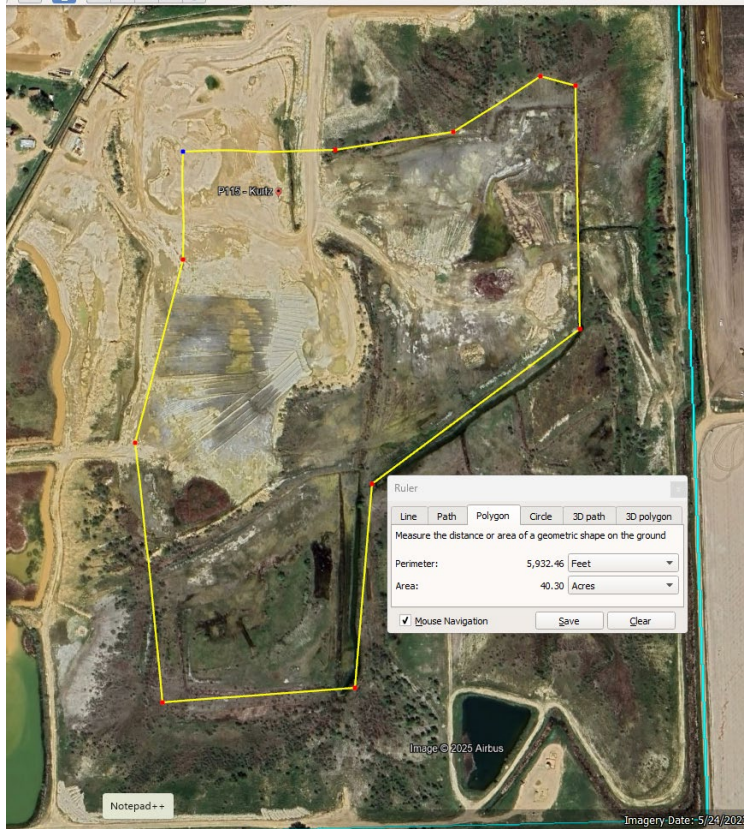 P115 - Kurtz
Ruler
Line Path Polygon Circle 3D path 3D polygon
Measure the distance or area of a geometric shape on the ground
Perimeter: 5,932.46 Feet
Area: 40.30 Acres
Mouse Navigation Save Clear
Image © 2025 Airbus
Notepad++
Imagery Date: 5/24/202